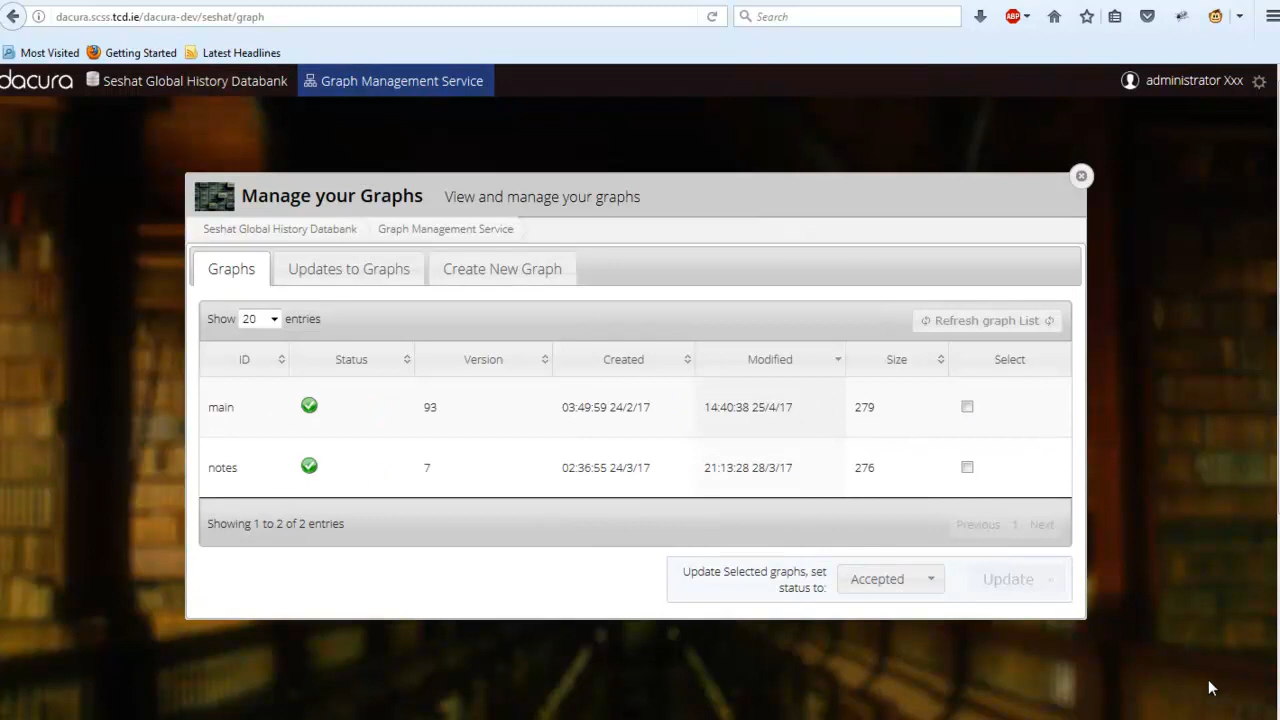 dacura.scss.tcd.ie/dacura-dev/seshat/graph
Search
ABP
Most Visited Getting Started Latest Headlines
dacura Seshat Global History Databank Graph Management Service administrator Xxx
Manage your Graphs View and manage your graphs
Seshat Global History Databank Graph Management Service
Graphs Updates to Graphs Create New Graph
Show 20 entries Refresh graph List
ID Status Version Created Modified Size Select
main 93 03:49:59 24/2/17 14:40:38 25/4/17 279
notes 7 02:36:55 24/3/17 21:13:28 28/3/17 276
Showing 1 to 2 of 2 entries Previous 1 Next
Update Selected graphs, set
status to: Accepted Update